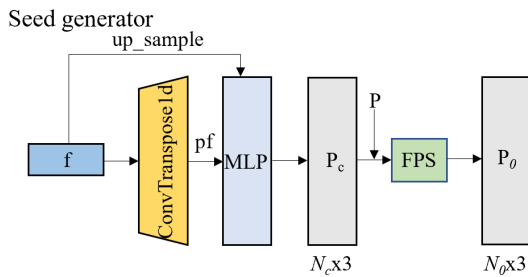 Seed generator
up_sample
f
ConvTranspose1d
pf
MLP
P_c
P
FPS
P_0
N_cx3
N_0x3